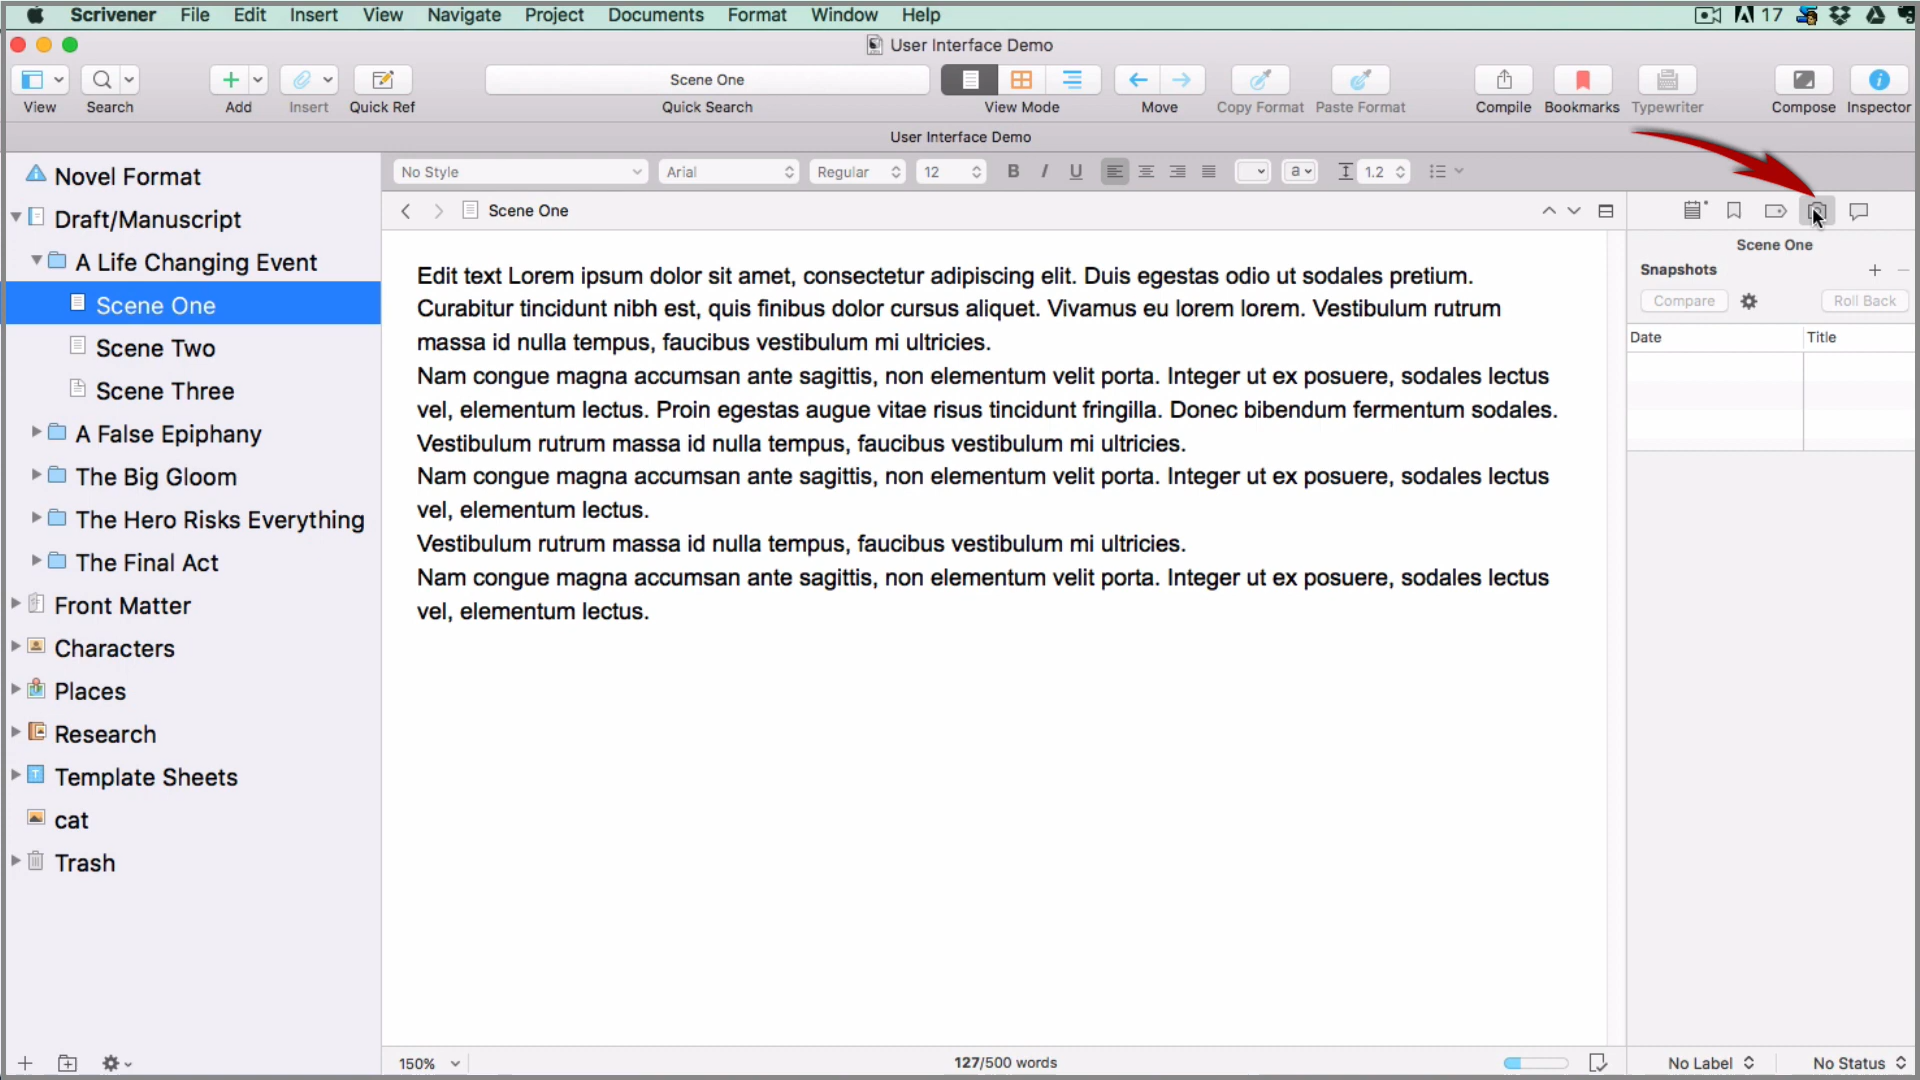 Scrivener File Edit Insert View Navigate Project Documents Format Window Help 17
User Interface Demo
Scene One
View Search Add Insert Quick Ref Quick Search View Mode Move Copy Format Paste Format Compile Bookmarks Typewriter Compose Inspector
User Interface Demo
No Style Arial Regular 12 B I U a 1.2
Novel Format
Draft/Manuscript
A Life Changing Event
Scene One
Scene Two
Scene Three
A False Epiphany
The Big Gloom
The Hero Risks Everything
The Final Act
Front Matter
Characters
Places
Research
Template Sheets
cat
Trash
Scene One
Edit text Lorem ipsum dolor sit amet, consectetur adipiscing elit. Duis egestas odio ut sodales pretium.
Curabitur tincidunt nibh est, quis finibus dolor cursus aliquet. Vivamus eu lorem lorem. Vestibulum rutrum
massa id nulla tempus, faucibus vestibulum mi ultricies.
Nam congue magna accumsan ante sagittis, non elementum velit porta. Integer ut ex posuere, sodales lectus
vel, elementum lectus. Proin egestas augue vitae risus tincidunt fringilla. Donec bibendum fermentum sodales.
Vestibulum rutrum massa id nulla tempus, faucibus vestibulum mi ultricies.
Nam congue magna accumsan ante sagittis, non elementum velit porta. Integer ut ex posuere, sodales lectus
vel, elementum lectus.
Vestibulum rutrum massa id nulla tempus, faucibus vestibulum mi ultricies.
Nam congue magna accumsan ante sagittis, non elementum velit porta. Integer ut ex posuere, sodales lectus
vel, elementum lectus.
Scene One
Snapshots
Compare Roll Back
Date Title
150% 127/500 words No Label No Status